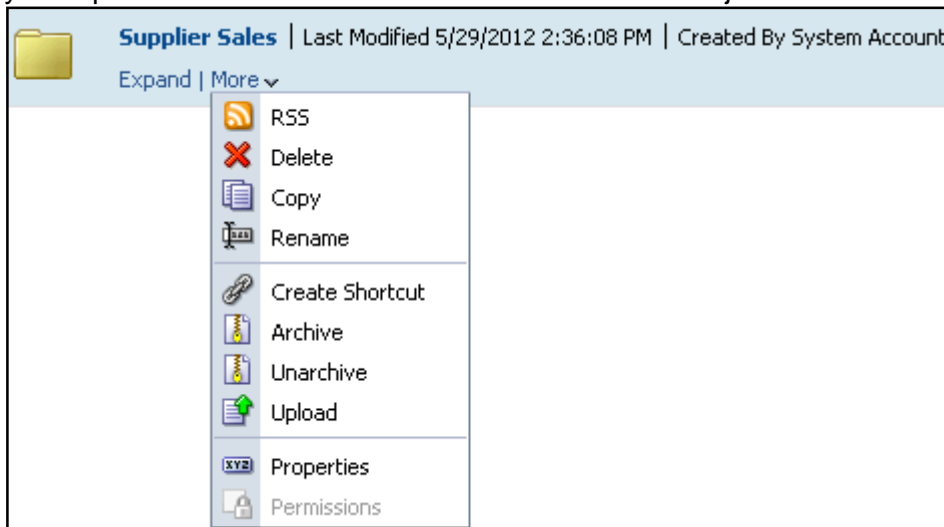 Supplier Sales | Last Modified 5/29/2012 2:36:08 PM | Created By System Account
Expand | More
RSS
Delete
Copy
Rename
Create Shortcut
Archive
Unarchive
Upload
XYZ Properties
Permissions